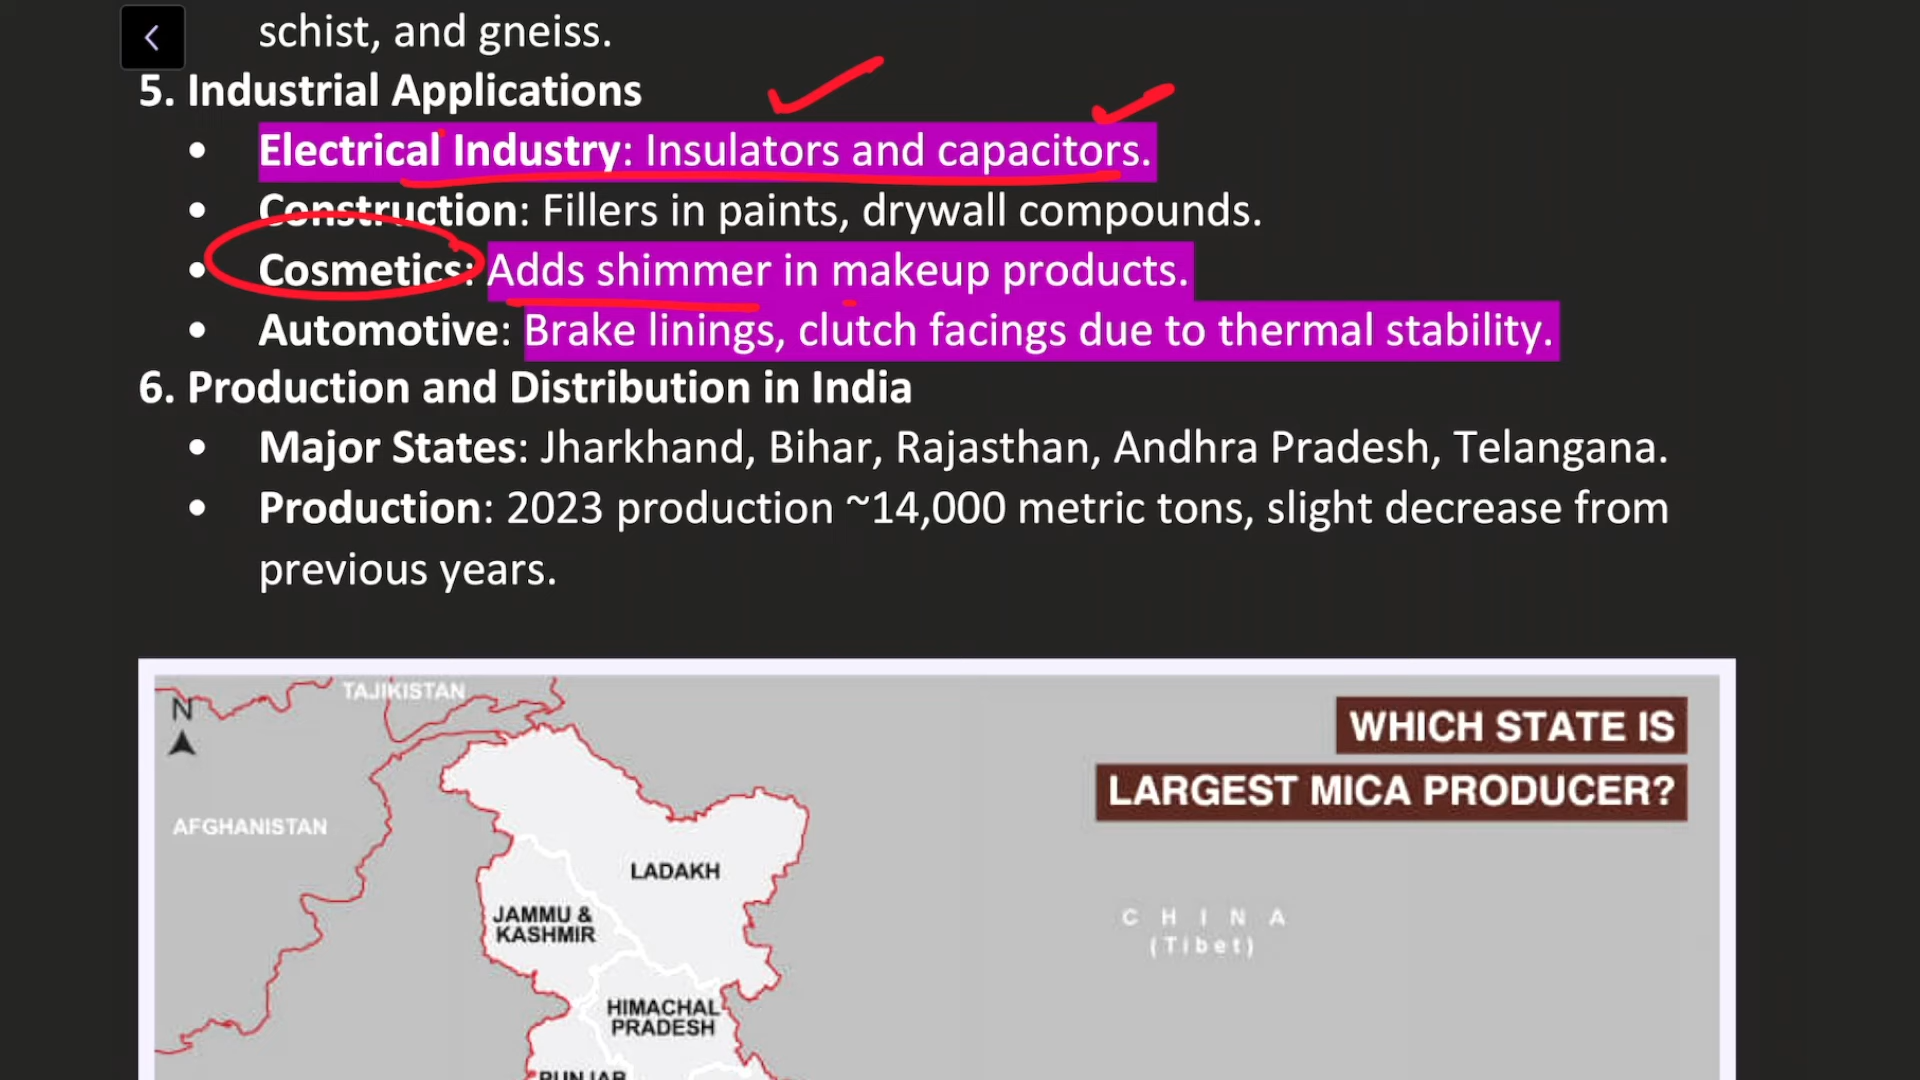 schist, and gneiss.
5. Industrial Applications
• Electrical Industry: Insulators and capacitors.
• Construction: Fillers in paints, drywall compounds.
• Cosmetics: Adds shimmer in makeup products.
• Automotive: Brake linings, clutch facings due to thermal stability.
6. Production and Distribution in India
• Major States: Jharkhand, Bihar, Rajasthan, Andhra Pradesh, Telangana.
• Production: 2023 production ~14,000 metric tons, slight decrease from
previous years.
TAJIKISTAN
N
WHICH STATE IS
LARGEST MICA PRODUCER?
AFGHANISTAN
LADAKH
JAMMU &
KASHMIR
CHINA
(Tibet)
HIMACHAL
PRADESH
PUNJAB